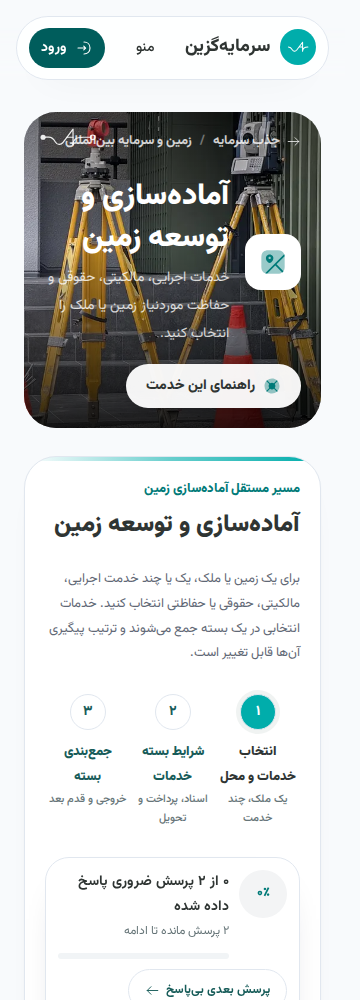 سرمایه‌گزین
منو
ورود
جذب سرمایه / زمین و سرمایه بین‌المللی
آماده‌سازی و
توسعه زمین
خدمات اجرایی، مالکیتی، حقوقی و
حفاظت موردنیاز زمین یا ملک را
انتخاب کنید.
راهنمای این خدمت
مسیر مستقل آماده‌سازی زمین
آماده‌سازی و توسعه زمین
برای یک زمین یا ملک، یک یا چند خدمت اجرایی،
مالکیتی، حقوقی یا حفاظتی انتخاب کنید. خدمات
انتخابی در یک بسته جمع می‌شوند و ترتیب پیگیری
آن‌ها قابل تغییر است.
۱
انتخاب
خدمات و محل
یک ملک، چند
خدمت
۲
شرایط بسته
خدمات
اسناد، پرداخت و
تحویل
۳
جمع‌بندی
بسته
خروجی و قدم بعد
۰٪
۰ از ۲ پرسش ضروری پاسخ
داده شده
۲ پرسش مانده تا ادامه
پرسش بعدی بی‌پاسخ